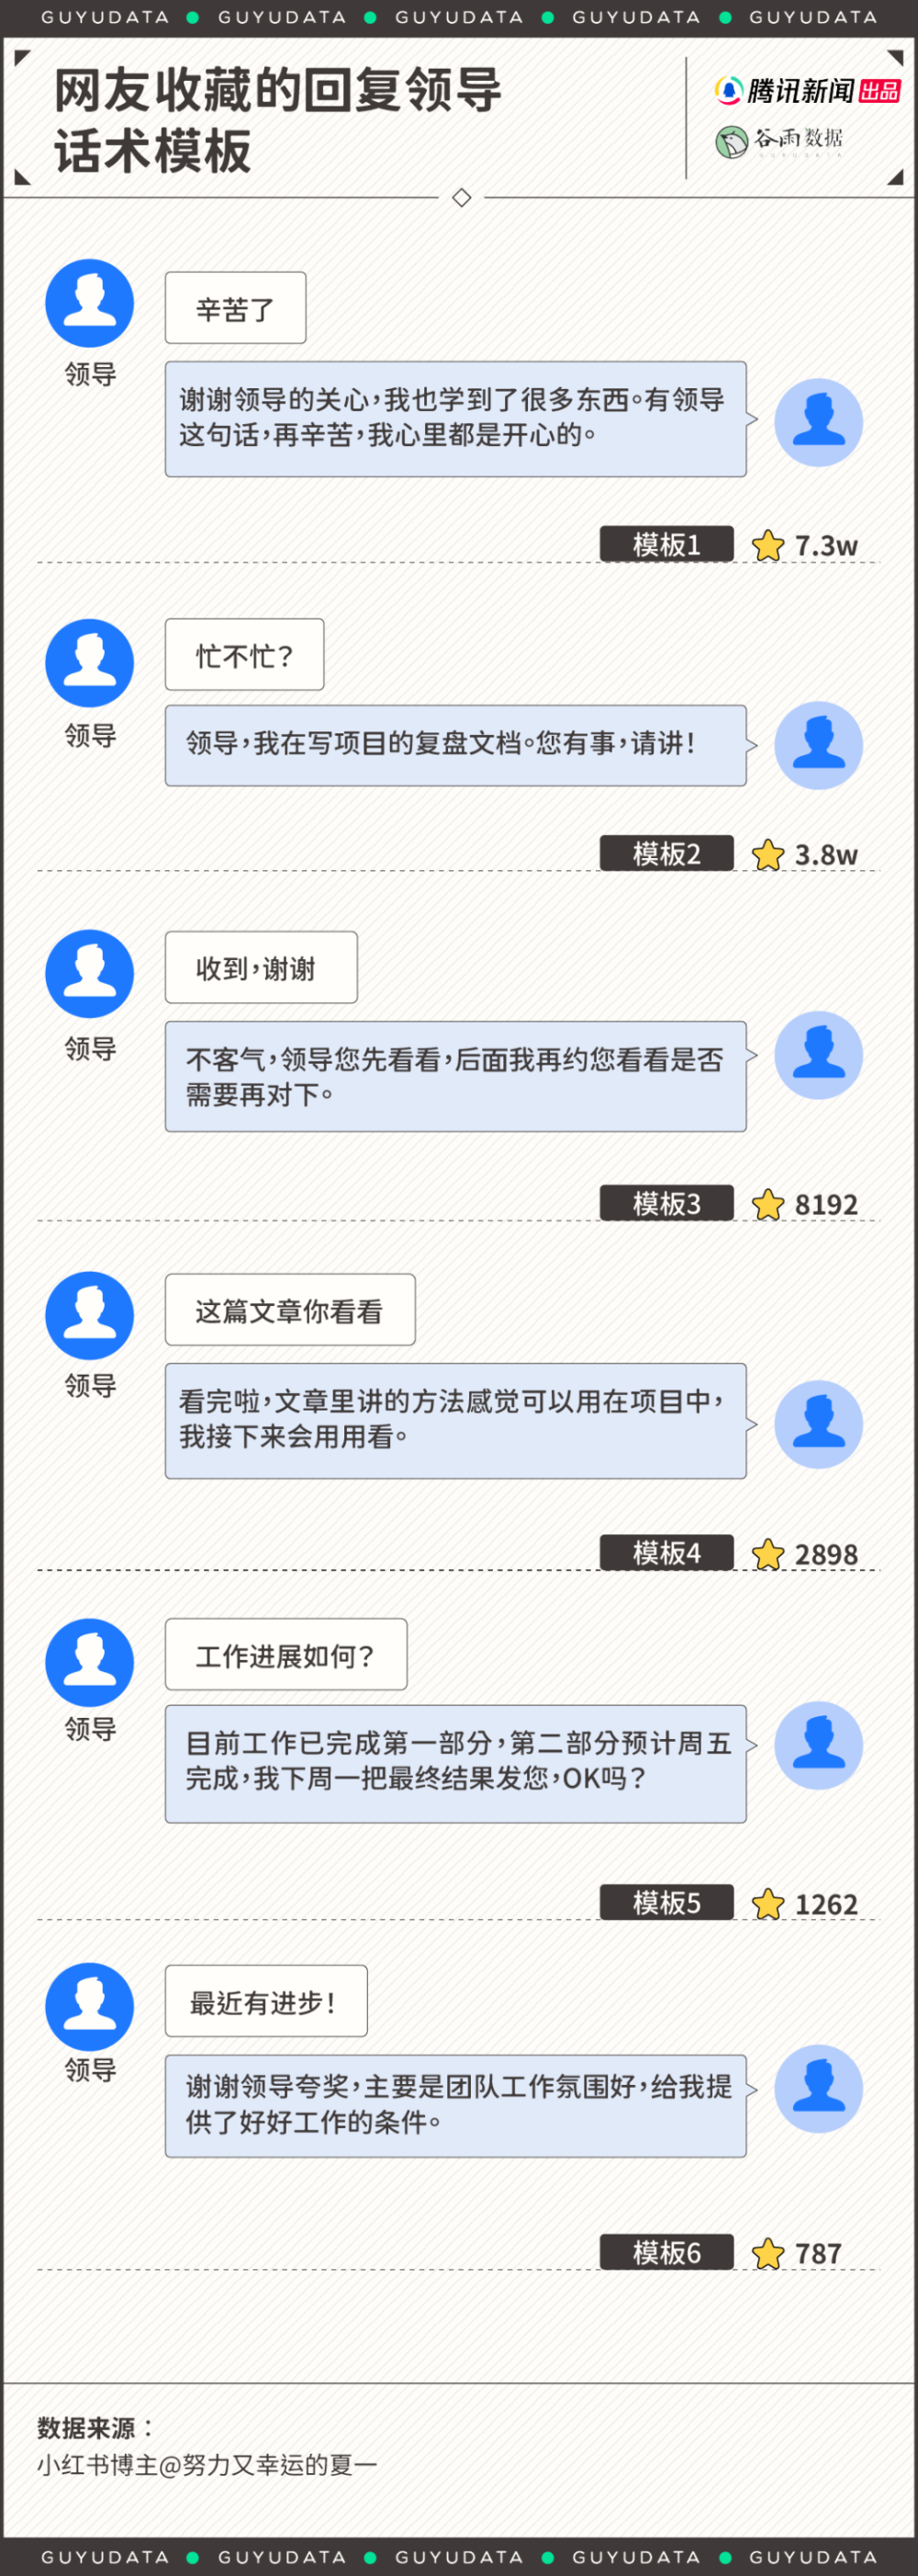 GUYUDATA ● GUYUDATA ● GUYUDATA ● GUYUDATA ● GUYUDATA
网友收藏的回复领导
话术模板
腾讯新闻 出品
谷雨数据
GUYUDATA
辛苦了
领导
谢谢领导的关心，我也学到了很多东西。有领导
这句话，再辛苦，我心里都是开心的。
模板1 7.3w
忙不忙？
领导
领导，我在写项目的复盘文档。您有事，请讲！
模板2 3.8w
收到，谢谢
领导
不客气，领导您先看看，后面我再约您看看是否
需要再对下。
模板3 8192
这篇文章你看看
领导
看完啦，文章里讲的方法感觉可以用在项目中，
我接下来会用用看。
模板4 2898
工作进展如何？
领导
目前工作已完成第一部分，第二部分预计周五
完成，我下周一把最终结果发您，OK吗？
模板5 1262
最近有进步！
领导
谢谢领导夸奖，主要是团队工作氛围好，给我提
供了好好工作的条件。
模板6 787
数据来源：
小红书博主@努力又幸运的夏一
GUYUDATA ● GUYUDATA ● GUYUDATA ● GUYUDATA ● GUYUDATA